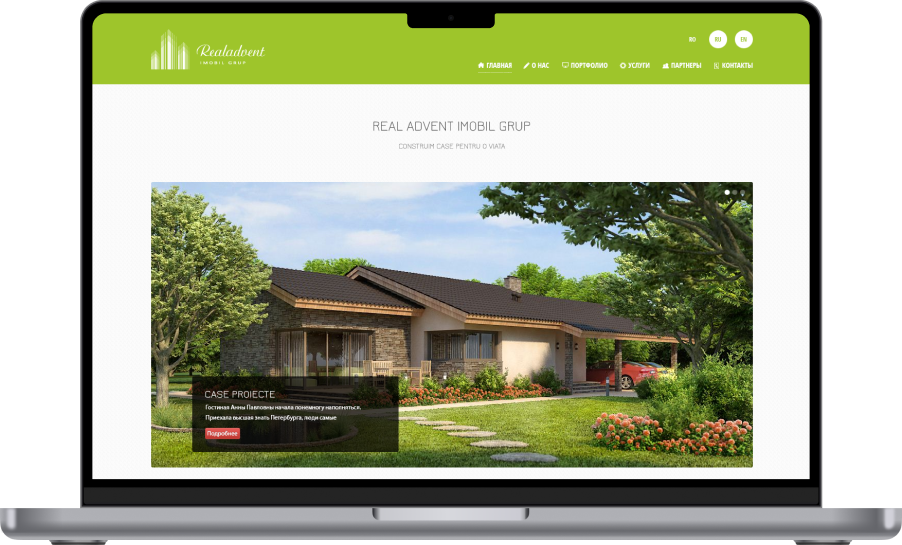 Realadvent
IMOBIL GRUP
RO RU EN
ГЛАВНАЯ О НАС ПОРТФОЛИО УСЛУГИ ПАРТНЕРЫ КОНТАКТЫ
REAL ADVENT IMOBIL GRUP
CONSTRUIM CASE PENTRU O VIATA
CASE PROIECTE
Гостиная Анны Павловны начала понемногу наполняться.
Приехала высшая знать Петербурга, люди самые
Подробнее